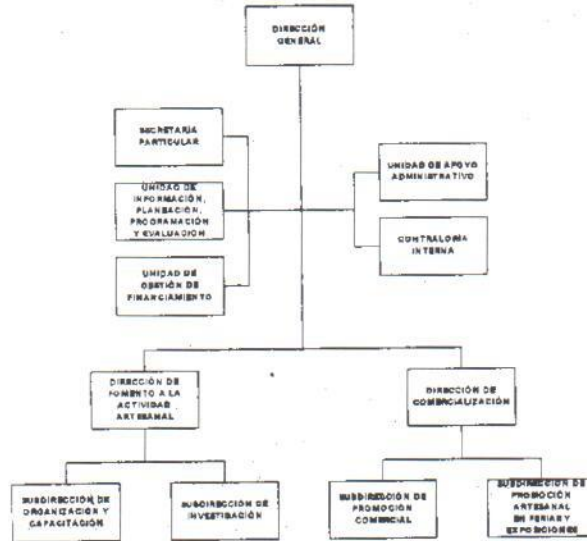 DIRECCIÓN
GENERAL
SECRETARÍA
PARTICULAR
UNIDAD DE
INFORMACIÓN,
PLANEACIÓN,
PROGRAMACIÓN
Y EVALUACIÓN
UNIDAD DE
GESTIÓN DE
FINANCIAMIENTO
UNIDAD DE APOYO
ADMINISTRATIVO
CONTRALORÍA
INTERNA
DIRECCIÓN DE
FOMENTO A LA
ACTIVIDAD
ARTESANAL
DIRECCIÓN DE
COMERCIALIZACIÓN
SUBDIRECCIÓN DE
ORGANIZACIÓN Y
CAPACITACIÓN
SUBDIRECCIÓN DE
INVESTIGACIÓN
SUBDIRECCIÓN DE
PROMOCIÓN
COMERCIAL
SUBDIRECCIÓN DE
PROMOCIÓN
ARTESANAL
EN FERIAS Y
EXPOSICIONES